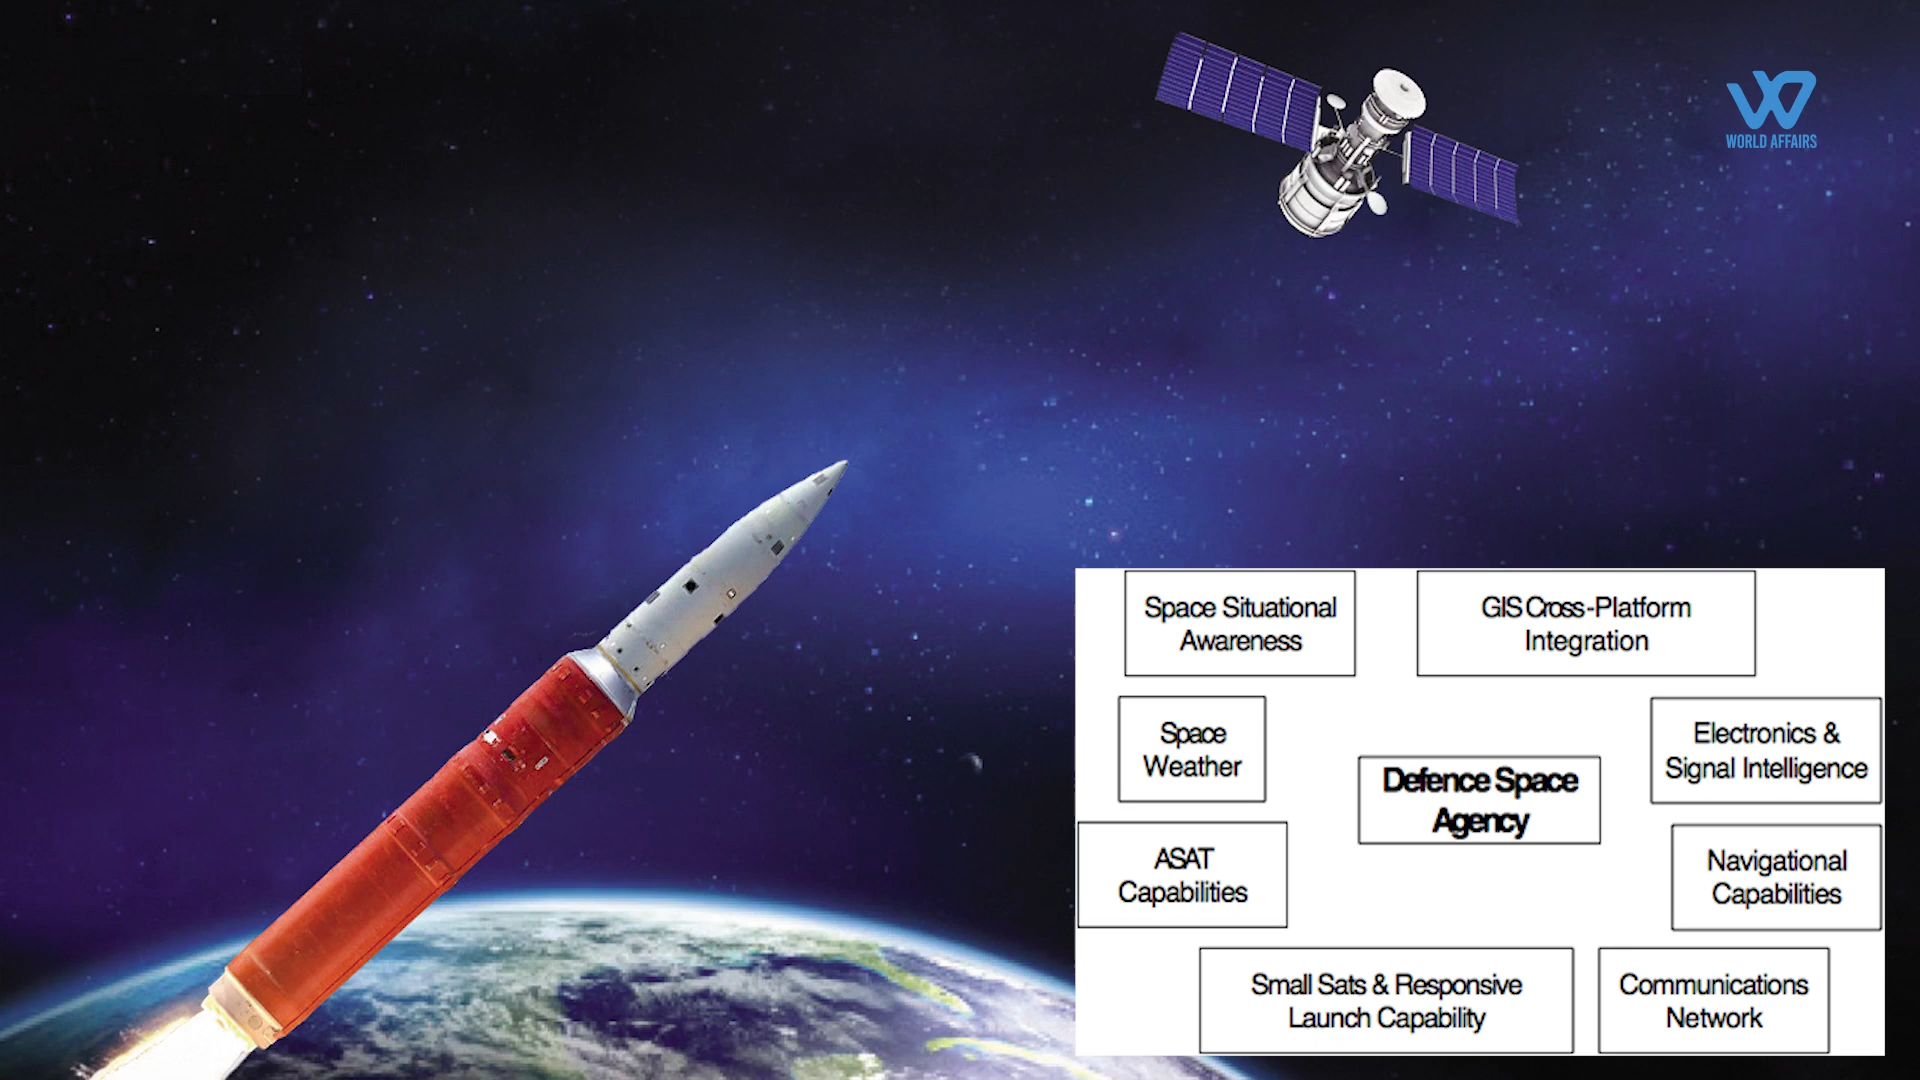 WORLD AFFAIRS
Space Situational
Awareness
GIS Cross-Platform
Integration
Space
Weather
Electronics &
Signal Intelligence
Defence Space
Agency
ASAT
Capabilities
Navigational
Capabilities
Small Sats & Responsive
Launch Capability
Communications
Network